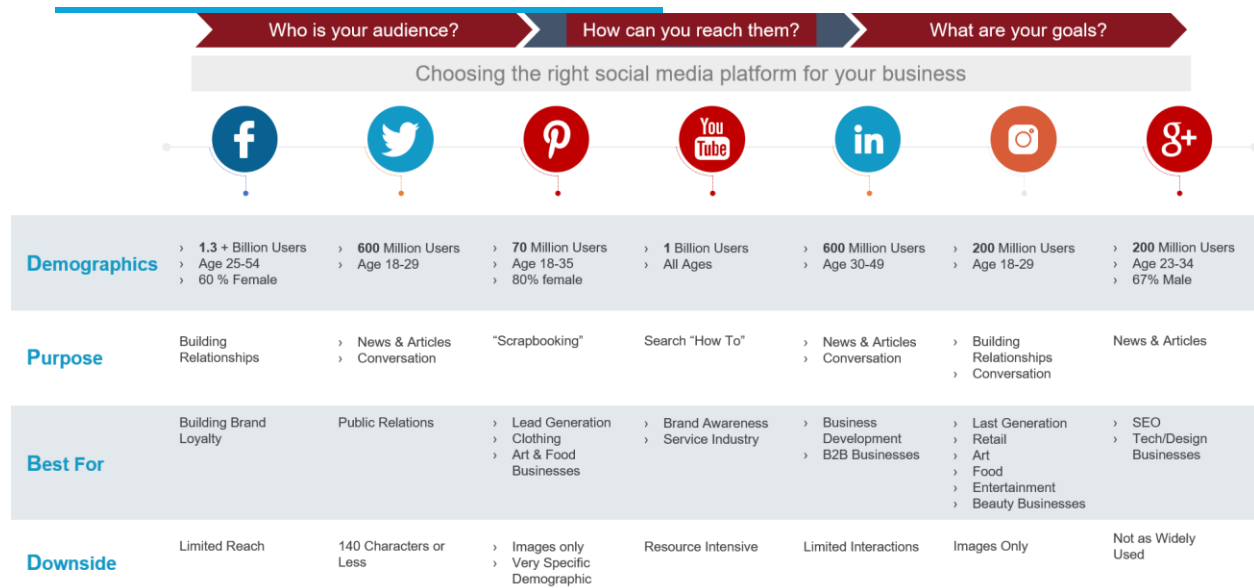 Who is your audience?
How can you reach them?
What are your goals?
Choosing the right social media platform for your business
f
p
You
Tube
in
g+
Demographics
› 1.3 + Billion Users
› Age 25-54
› 60 % Female
› 600 Million Users
› Age 18-29
› 70 Million Users
› Age 18-35
› 80% female
› 1 Billion Users
› All Ages
› 600 Million Users
› Age 30-49
› 200 Million Users
› Age 18-29
› 200 Million Users
› Age 23-34
› 67% Male
Purpose
Building
Relationships
› News & Articles
› Conversation
“Scrapbooking”
Search “How To”
› News & Articles
› Conversation
› Building
Relationships
› Conversation
News & Articles
Best For
Building Brand
Loyalty
Public Relations
› Lead Generation
› Clothing
› Art & Food
Businesses
› Brand Awareness
› Service Industry
› Business
Development
› B2B Businesses
› Last Generation
› Retail
› Art
› Food
› Entertainment
› Beauty Businesses
› SEO
› Tech/Design
Businesses
Downside
Limited Reach
140 Characters or
Less
› Images only
› Very Specific
Demographic
Resource Intensive
Limited Interactions
Images Only
Not as Widely
Used